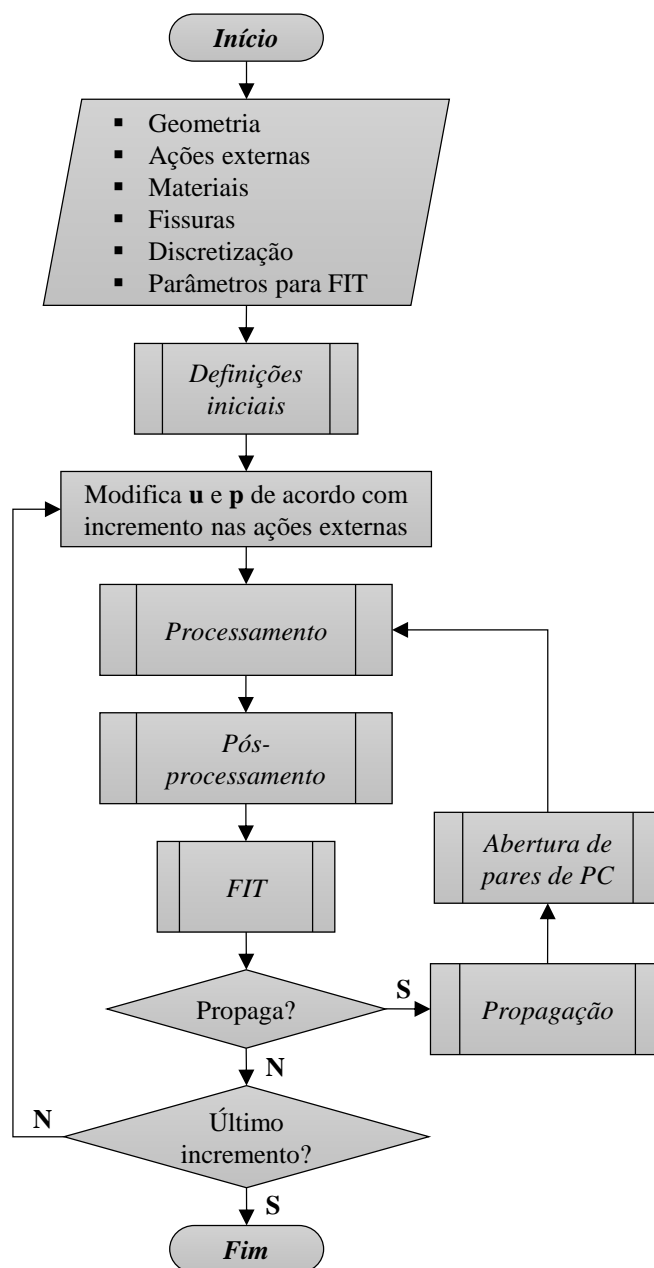 Início
▪ Geometria
▪ Ações externas
▪ Materiais
▪ Fissuras
▪ Discretização
▪ Parâmetros para FIT
Definições
iniciais
Modifica u e p de acordo com
incremento nas ações externas
Processamento
Pós-
processamento
Abertura de
pares de PC
FIT
Propaga?
S
Propagação
N
N
Último
incremento?
S
Fim